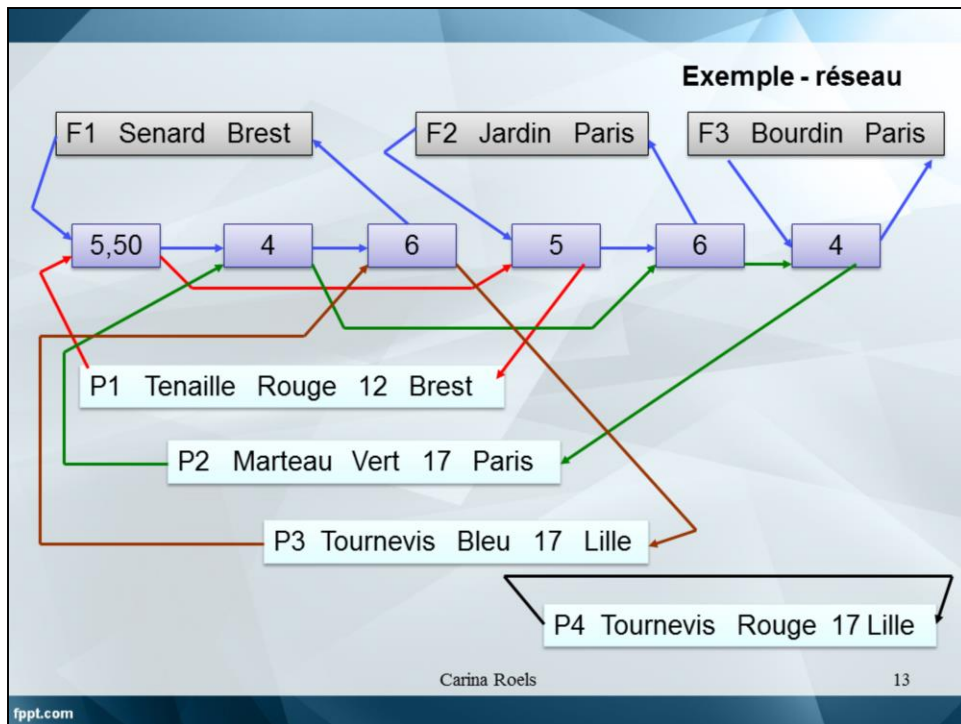 Exemple - réseau
F1 Senard Brest
F2 Jardin Paris
F3 Bourdin Paris
5,50
4
6
5
6
4
P1 Tenaille Rouge 12 Brest
P2 Marteau Vert 17 Paris
P3 Tournevis Bleu 17 Lille
P4 Tournevis Rouge 17 Lille
Carina Roels
13
fppt.com